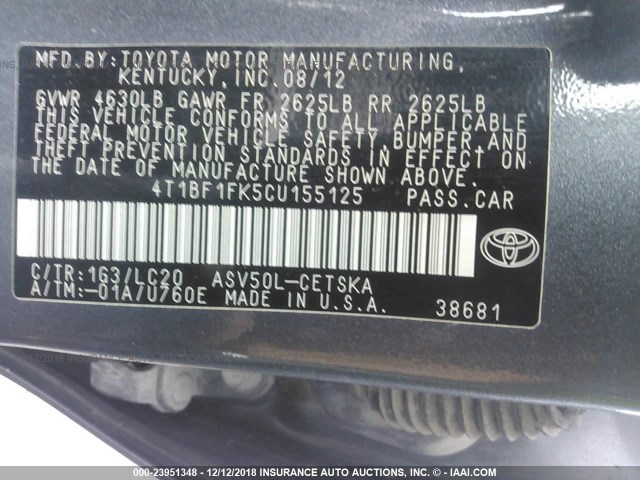 MFD. BY: TOYOTA MOTOR MANUFACTURING,
KENTUCKY, INC. 08/12
GVWR 4630LB GAWR FR 2625LB RR 2625LB
THIS VEHICLE CONFORMS TO ALL APPLICABLE
FEDERAL MOTOR VEHICLE SAFETY, BUMPER, AND
THEFT PREVENTION STANDARDS IN EFFECT ON
THE DATE OF MANUFACTURE SHOWN ABOVE.
4T1BF1FK5CU155125 PASS. CAR
C/TR: 1G3/LC20 ASV50L-CETSKA
A/TM: -01A/U760E MADE IN U.S.A.
38681
000-23951348 - 12/12/2018 INSURANCE AUTO AUCTIONS, INC. - IAAI.COM